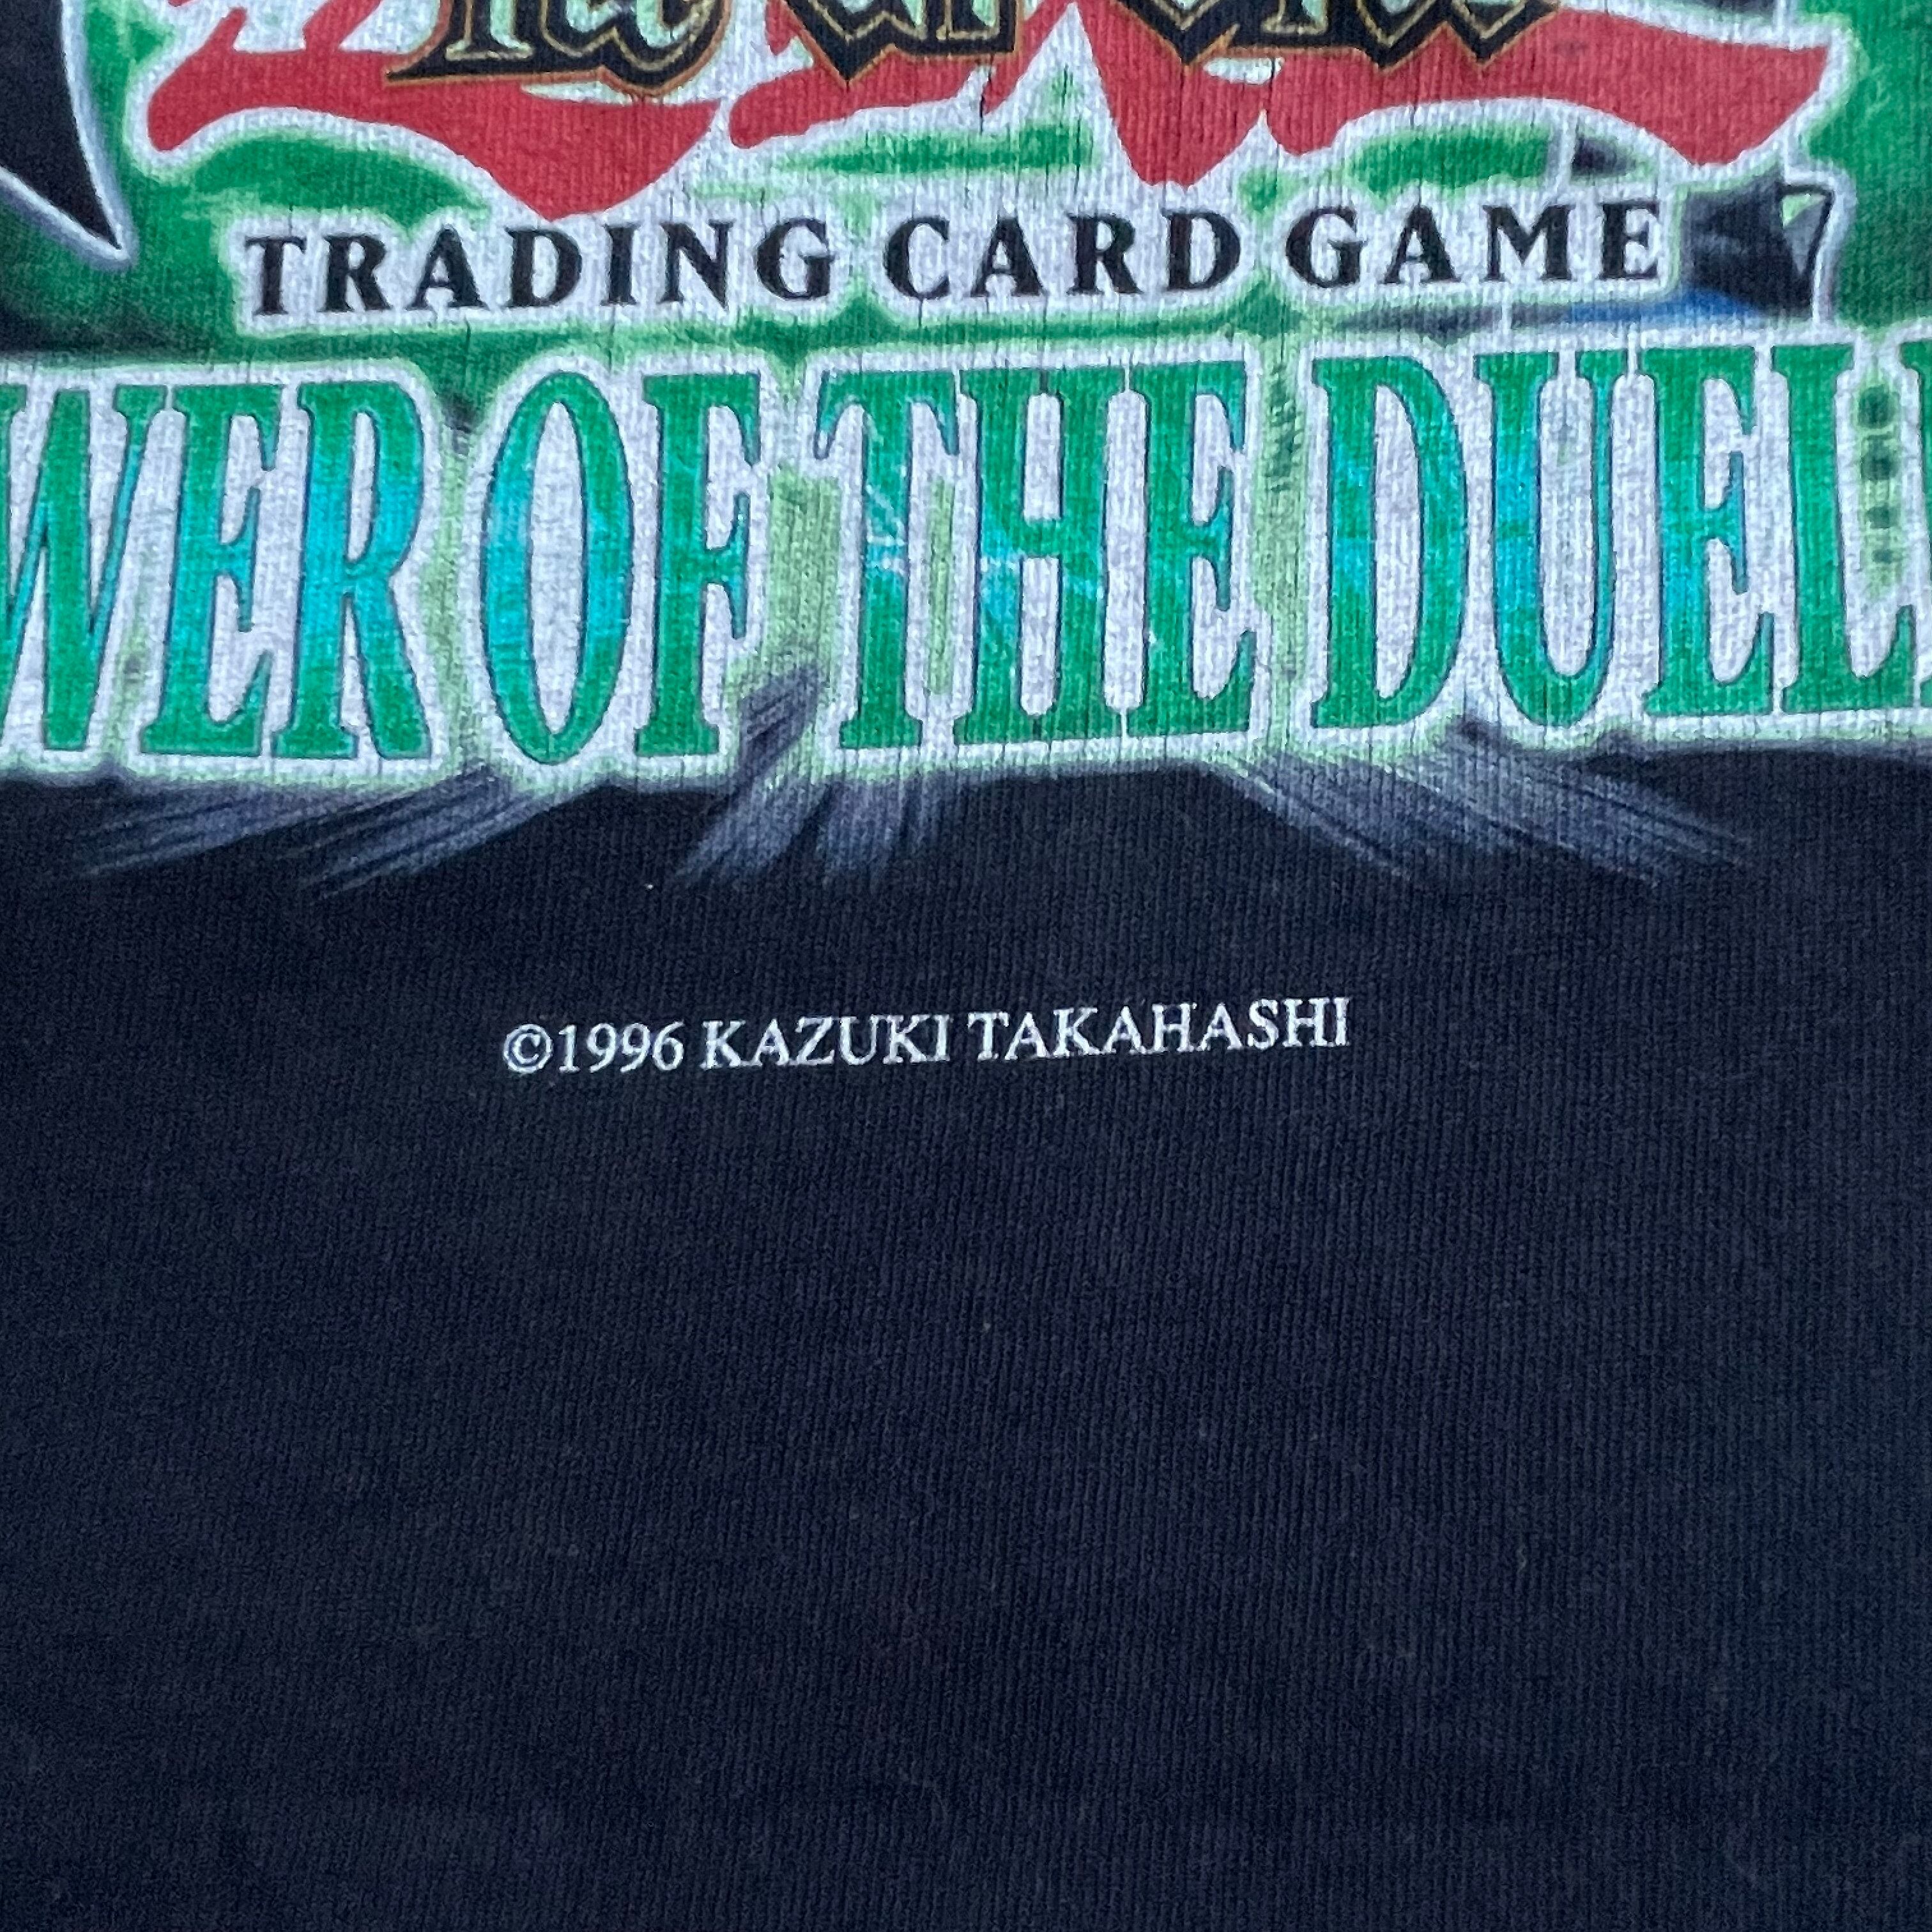 TRADING CARD GAME
WER OF THE DUEL
©1996 KAZUKI TAKAHASHI